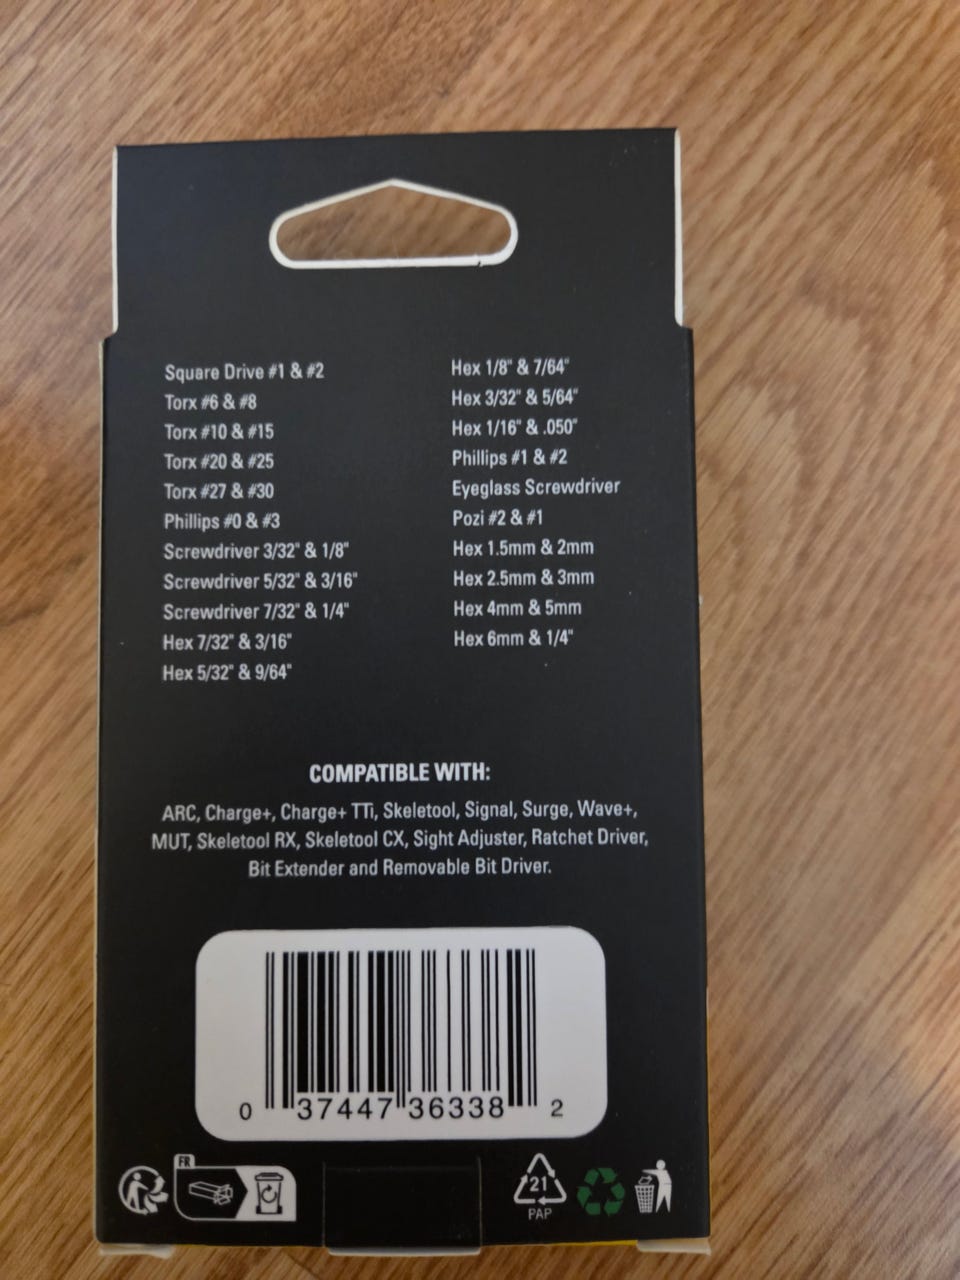 Square Drive #1 & #2
Torx #6 & #8
Torx #10 & #15
Torx #20 & #25
Torx #27 & #30
Phillips #0 & #3
Screwdriver 3/32" & 1/8"
Screwdriver 5/32" & 3/16"
Screwdriver 7/32" & 1/4"
Hex 7/32" & 3/16"
Hex 5/32" & 9/64"
Hex 1/8" & 7/64"
Hex 3/32" & 5/64"
Hex 1/16" & .050"
Phillips #1 & #2
Eyeglass Screwdriver
Pozi #2 & #1
Hex 1.5mm & 2mm
Hex 2.5mm & 3mm
Hex 4mm & 5mm
Hex 6mm & 1/4"
COMPATIBLE WITH:
ARC, Charge+, Charge+ TTi, Skeletool, Signal, Surge, Wave+,
MUT, Skeletool RX, Skeletool CX, Sight Adjuster, Ratchet Driver,
Bit Extender and Removable Bit Driver.
0 37447 36338 2
FR
21
PAP